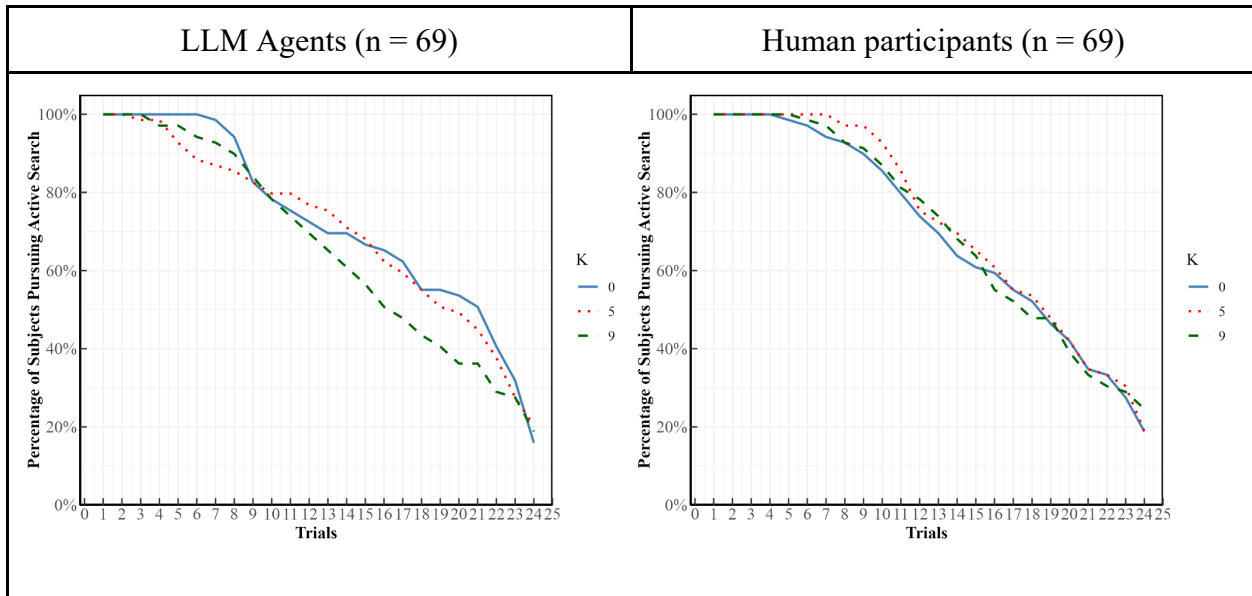 LLM Agents (n = 69)
Human participants (n = 69)
Percentage of Subjects Pursuing Active Search
100%
80%
60%
40%
20%
0%
0 1 2 3 4 5 6 7 8 9 10 11 12 13 14 15 16 17 18 19 20 21 22 23 24 25
Trials
K
0
5
9
Percentage of Subjects Pursuing Active Search
100%
80%
60%
40%
20%
0%
0 1 2 3 4 5 6 7 8 9 10 11 12 13 14 15 16 17 18 19 20 21 22 23 24 25
Trials
K
0
5
9